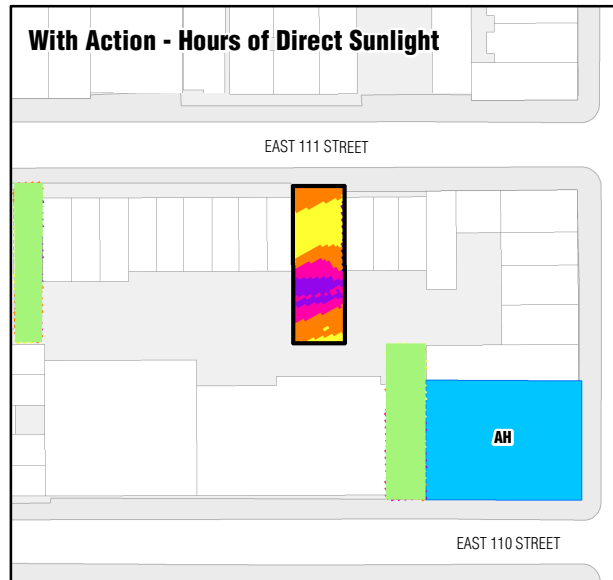 With Action - Hours of Direct Sunlight
EAST 111 STREET
AH
EAST 110 STREET